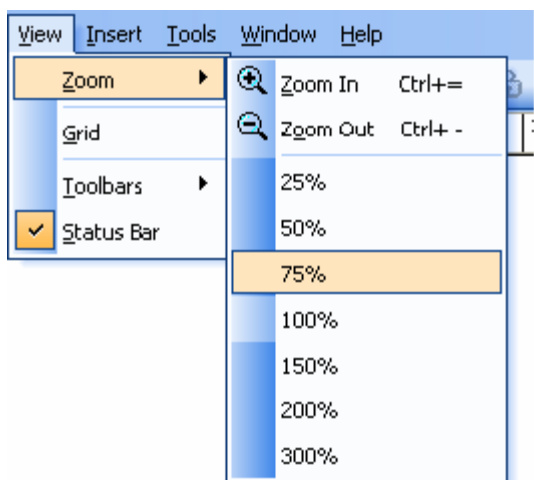 View Insert Tools Window Help
Zoom
Grid
Toolbars
Status Bar
Zoom In Ctrl+=
Zoom Out Ctrl+ -
25%
50%
75%
100%
150%
200%
300%